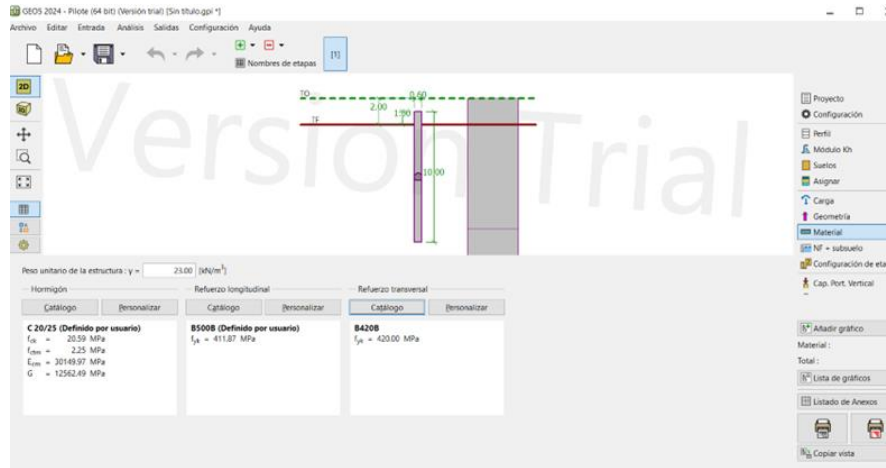 GEO5 2024 - Pilote (64 bit) (Versión trial) [Sin título.gpi *]
Archivo Editar Entrada Análisis Salidas Configuración Ayuda
Nombres de etapas
[1]
2D
3D
Versión Trial
TO
0.60
2.00
TF
10.00
Proyecto
Configuración
Perfil
Módulo Kh
Suelos
Asignar
Carga
Geometría
Material
NF + subsuelo
Configuración de eta
Cap. Port. Vertical
Peso unitario de la estructura : γ = 23.00 [kN/m³]
Hormigón
Catálogo Personalizar
C 20/25 (Definido por usuario)
fck = 20.59 MPa
fctm = 2.25 MPa
Ecm = 30149.97 MPa
G = 12562.49 MPa
Refuerzo longitudinal
Catálogo Personalizar
B500B (Definido por usuario)
fyk = 411.87 MPa
Refuerzo transversal
Catálogo Personalizar
B420B
fyk = 420.00 MPa
Añadir gráfico
Material :
Total :
Lista de gráficos
Listado de Anexos
Copiar vista